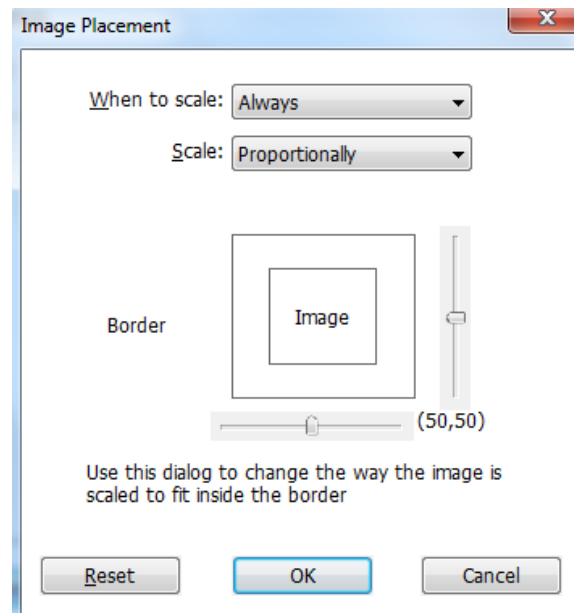 Image Placement
When to scale: Always
Scale: Proportionally
Border
Image
(50,50)
Use this dialog to change the way the image is
scaled to fit inside the border
Reset OK Cancel